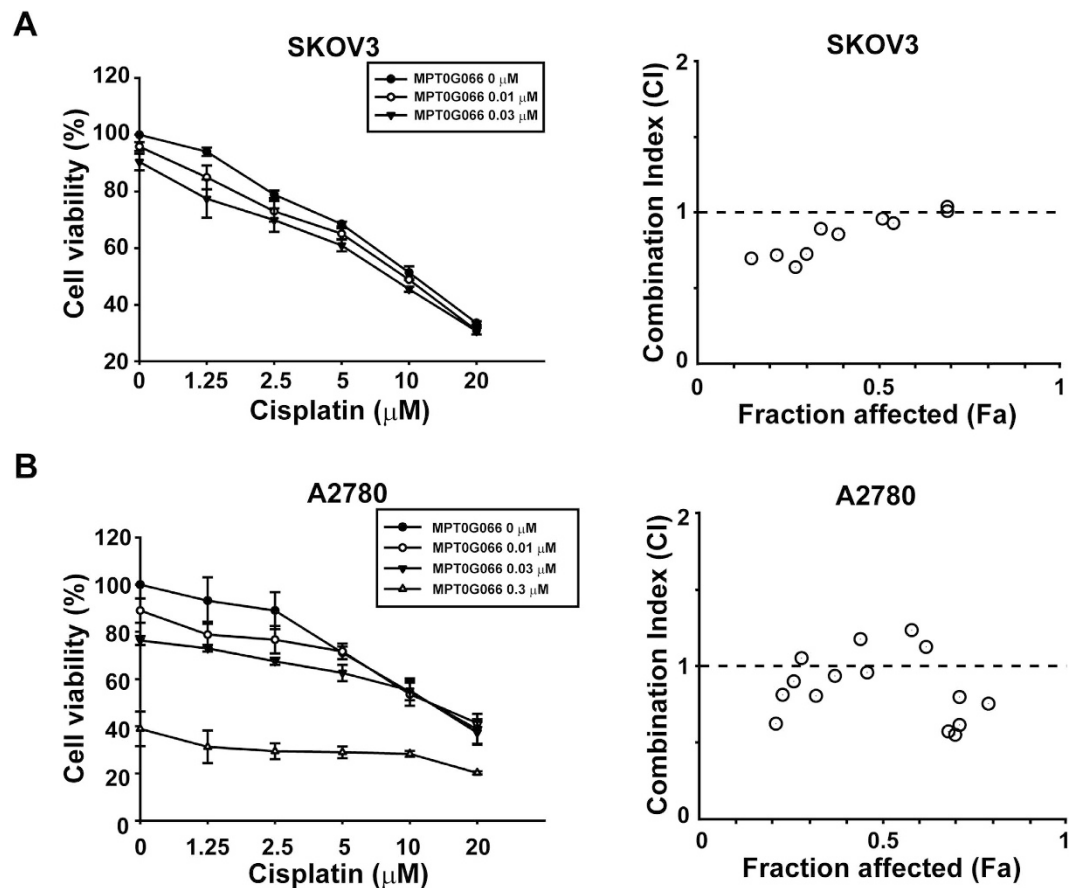 A
SKOV3
MPT0G066 0 μM
MPT0G066 0.01 μM
MPT0G066 0.03 μM
120
100
80
60
40
20
Cell viability (%)
0 1.25 2.5 5 10 20
Cisplatin (μM)
SKOV3
2
1
0
Combination Index (CI)
0 0.5 1
Fraction affected (Fa)
B
A2780
MPT0G066 0 μM
MPT0G066 0.01 μM
MPT0G066 0.03 μM
MPT0G066 0.3 μM
120
100
80
60
40
20
0
Cell viability (%)
0 1.25 2.5 5 10 20
Cisplatin (μM)
A2780
2
1
0
Combination Index (CI)
0 0.5 1
Fraction affected (Fa)